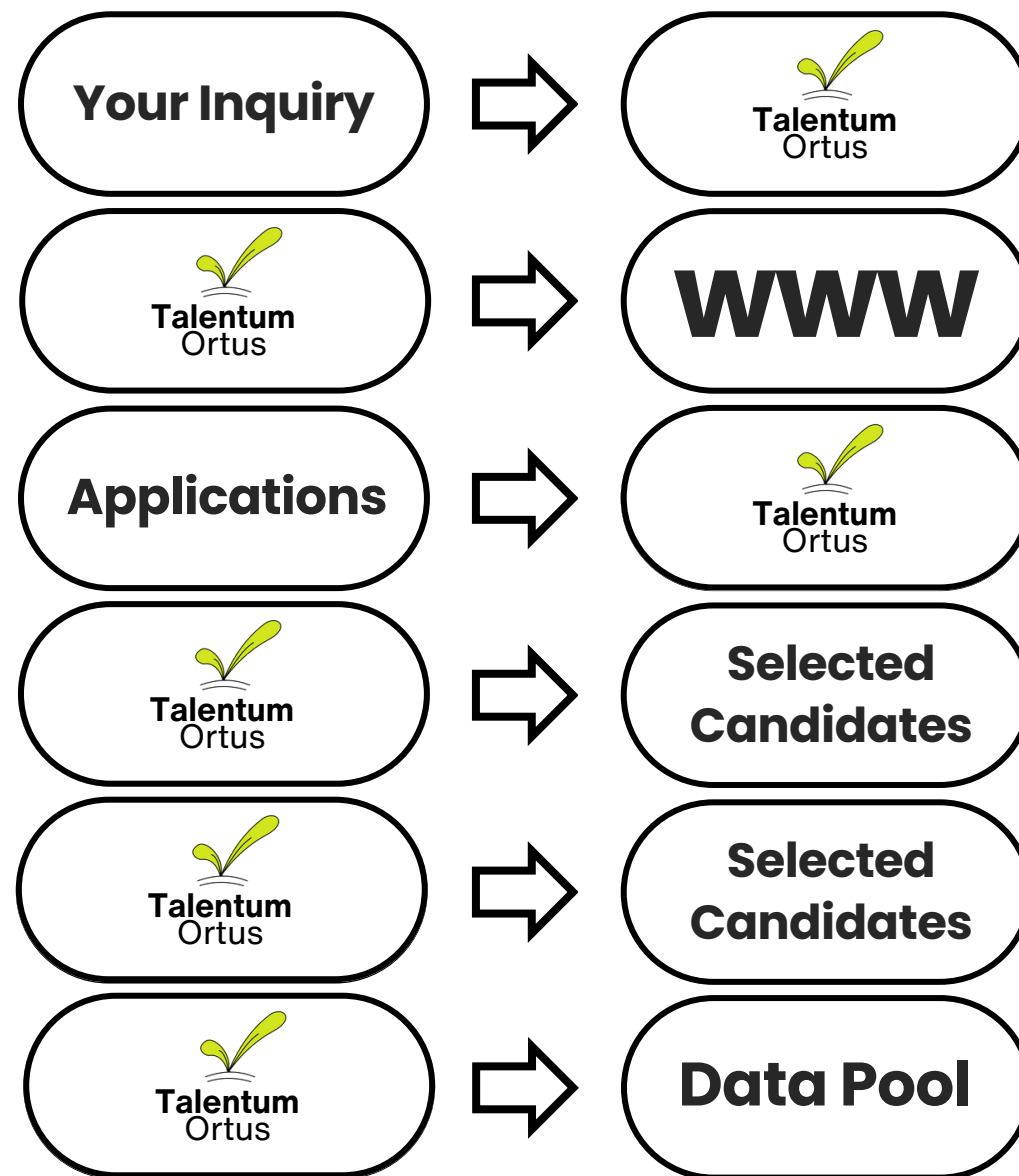 Your Inquiry
Talentum
Ortus
Talentum
Ortus
WWW
Applications
Talentum
Ortus
Talentum
Ortus
Selected
Candidates
Talentum
Ortus
Selected
Candidates
Talentum
Ortus
Data Pool